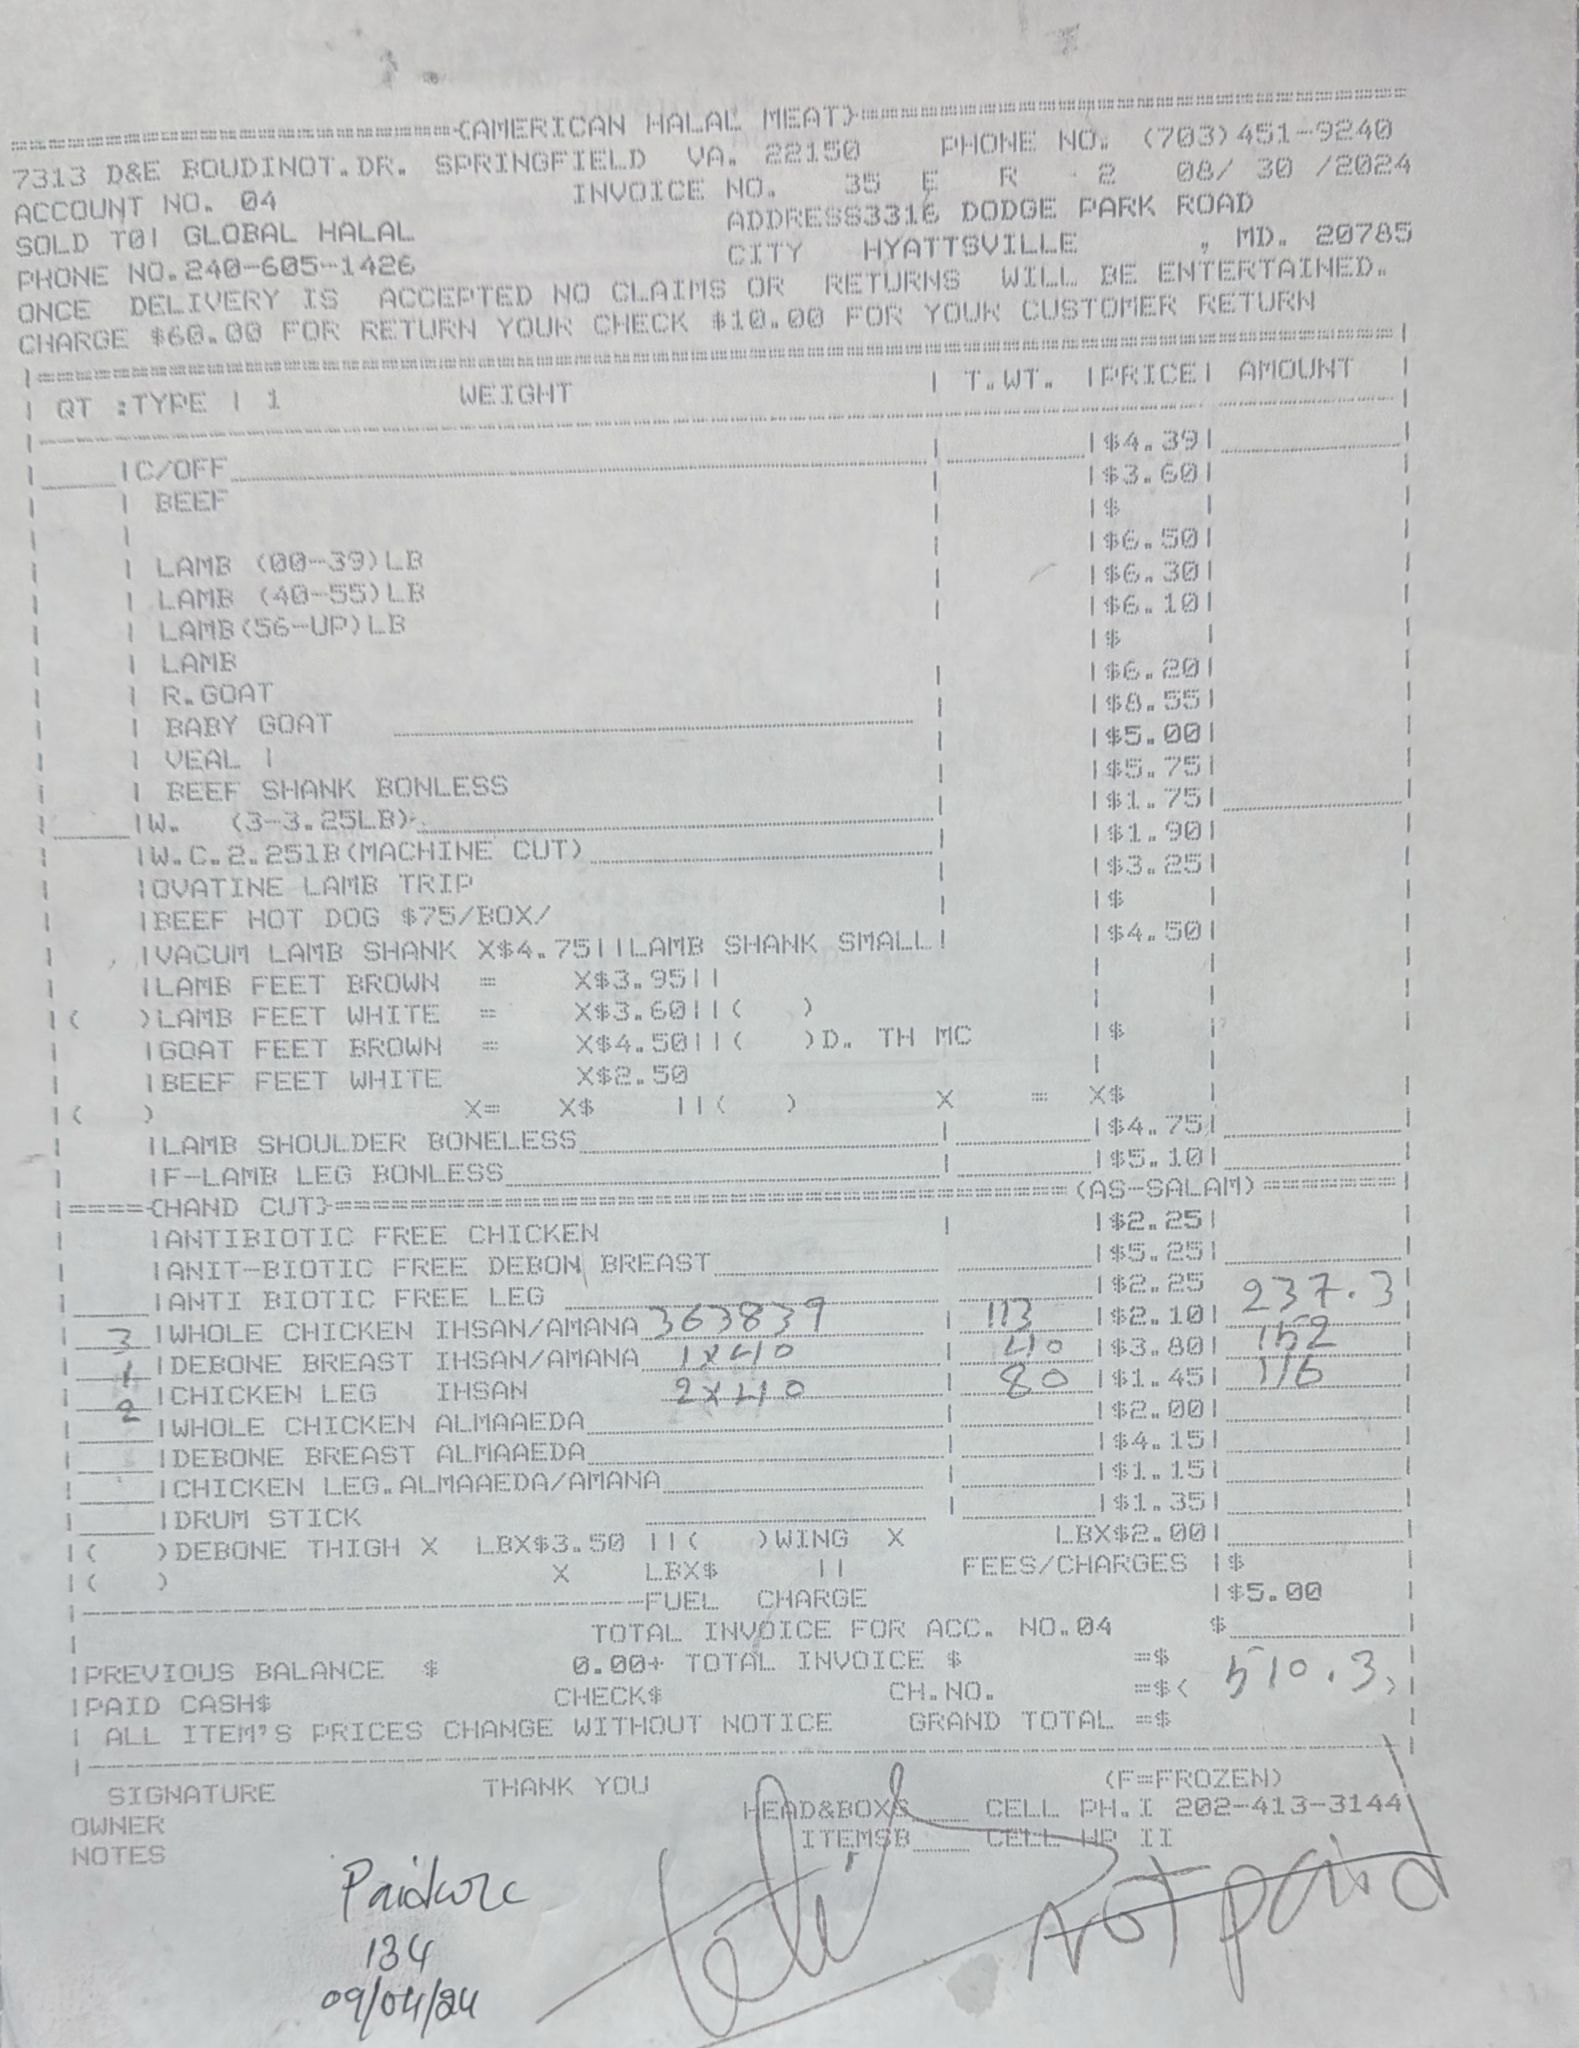 {AMERICAN HALAL MEAT}
7313 D&E BOUDINOT.DR. SPRINGFIELD VA. 22150 PHONE NO: (703)451-9240
ACCOUNT NO. 04 INVOICE NO. 35 E R 2 08/ 30 /2024
SOLD TO| GLOBAL HALAL ADDRESS3316 DODGE PARK ROAD
PHONE NO.240-605-1426 CITY HYATTSVILLE , MD. 20785
ONCE DELIVERY IS ACCEPTED NO CLAIMS OR RETURNS WILL BE ENTERTAINED.
CHARGE $60.00 FOR RETURN YOUR CHECK $10.00 FOR YOUR CUSTOMER RETURN
QT :TYPE | 1 WEIGHT | T.WT. |PRICE| AMOUNT
|C/OFF |$4.39|
| BEEF |$3.60|
| |$ |
| LAMB (00-39)LB |$6.50|
| LAMB (40-55)LB |$6.30|
| LAMB(56-UP)LB |$6.10|
| LAMB |$ |
| R.GOAT |$6.20|
| BABY GOAT |$8.55|
| VEAL | |$5.00|
| BEEF SHANK BONLESS |$5.75|
|W. (3-3.25LB) |$1.75|
|W.C.2.25lB(MACHINE CUT) |$1.90|
|OVATINE LAMB TRIP |$3.25|
|BEEF HOT DOG $75/BOX/ |$ |
|VACUM LAMB SHANK X$4.75||LAMB SHANK SMALL| |$4.50|
|LAMB FEET BROWN = X$3.95||
|( )LAMB FEET WHITE = X$3.60||( )
|GOAT FEET BROWN = X$4.50||( )D. TH MC |$
|BEEF FEET WHITE X$2.50
|( ) X= X$ ||( ) X = X$
|LAMB SHOULDER BONELESS |$4.75|
|F-LAMB LEG BONLESS |$5.10|
|===={HAND CUT}====(AS-SALAM)=======|
|ANTIBIOTIC FREE CHICKEN |$2.25|
|ANIT-BIOTIC FREE DEBON BREAST |$5.25|
|ANTI BIOTIC FREE LEG |$2.25
3 |WHOLE CHICKEN IHSAN/AMANA 363839 113 |$2.10| 237.3
1 |DEBONE BREAST IHSAN/AMANA 1x40 40 |$3.80| 152
2 |CHICKEN LEG IHSAN 2x40 80 |$1.45| 116
|WHOLE CHICKEN ALMAAEDA |$2.00|
|DEBONE BREAST ALMAAEDA |$4.15|
|CHICKEN LEG.ALMAAEDA/AMANA |$1.15|
|DRUM STICK |$1.35|
|( )DEBONE THIGH X LBX$3.50 ||( )WING X LBX$2.00|
|( ) X LBX$ || FEES/CHARGES |$
FUEL CHARGE |$5.00
TOTAL INVOICE FOR ACC. NO.04 $
|PREVIOUS BALANCE $ 0.00+ TOTAL INVOICE $ =$ 510.3
|PAID CASH$ CHECK$ CH.NO. =$( )
| ALL ITEM'S PRICES CHANGE WITHOUT NOTICE GRAND TOTAL =$
SIGNATURE THANK YOU (F=FROZEN)
OWNER HEAD&BOXS CELL PH.I 202-413-3144
NOTES ITEMSB CELL HP II
NOT paid
134
09/04/24